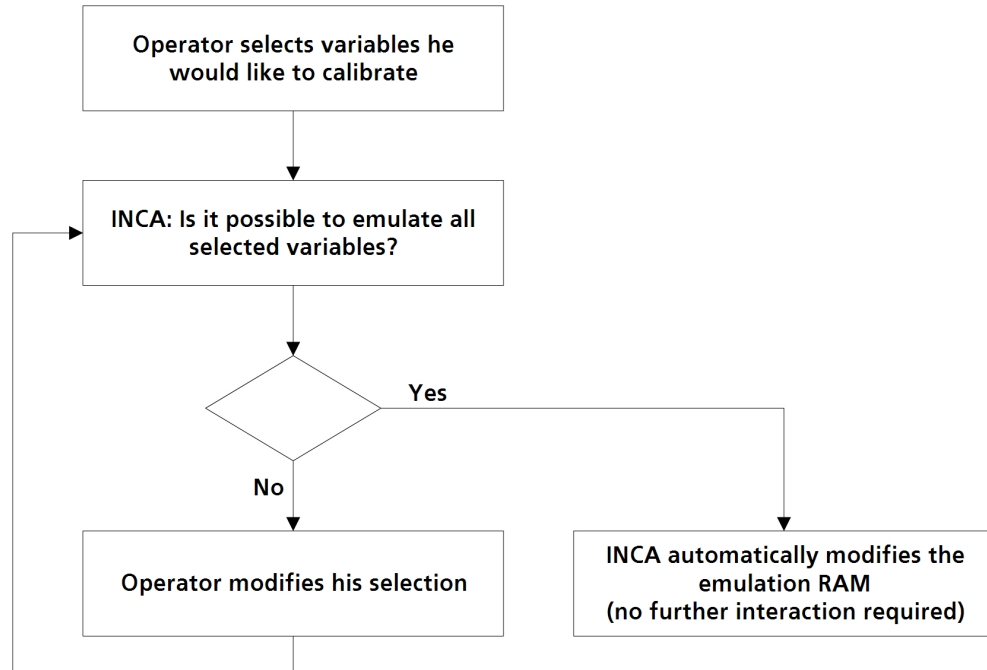 Operator selects variables he
would like to calibrate
INCA: Is it possible to emulate all
selected variables?
Yes
No
Operator modifies his selection
INCA automatically modifies the
emulation RAM
(no further interaction required)